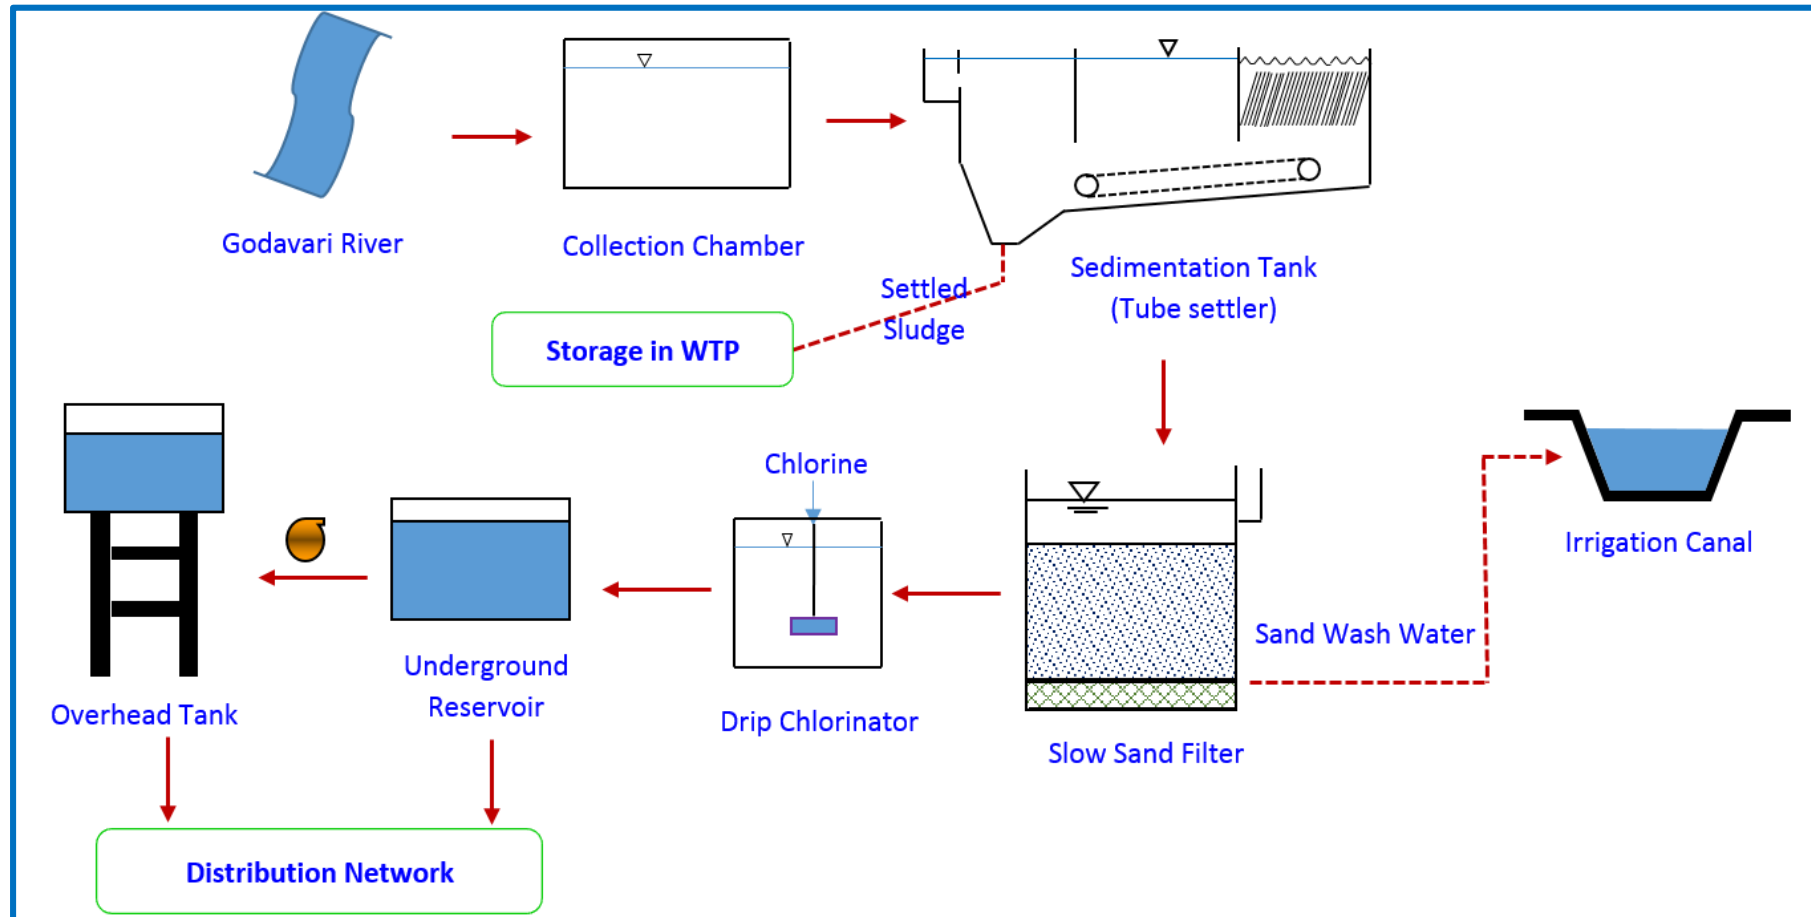 Godavari River
Collection Chamber
Sedimentation Tank
(Tube settler)
Settled
Sludge
Storage in WTP
Chlorine
Irrigation Canal
Sand Wash Water
Underground
Reservoir
Overhead Tank
Drip Chlorinator
Slow Sand Filter
Distribution Network